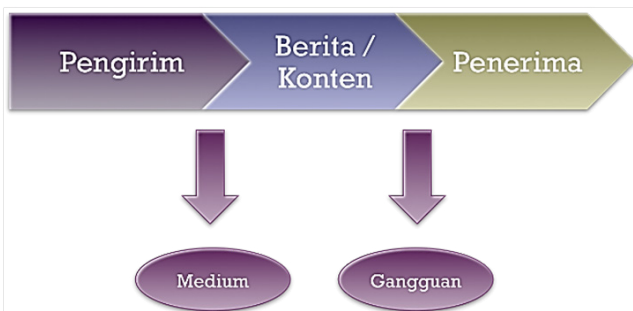 Pengirim
Berita /
Konten
Penerima
Medium
Gangguan